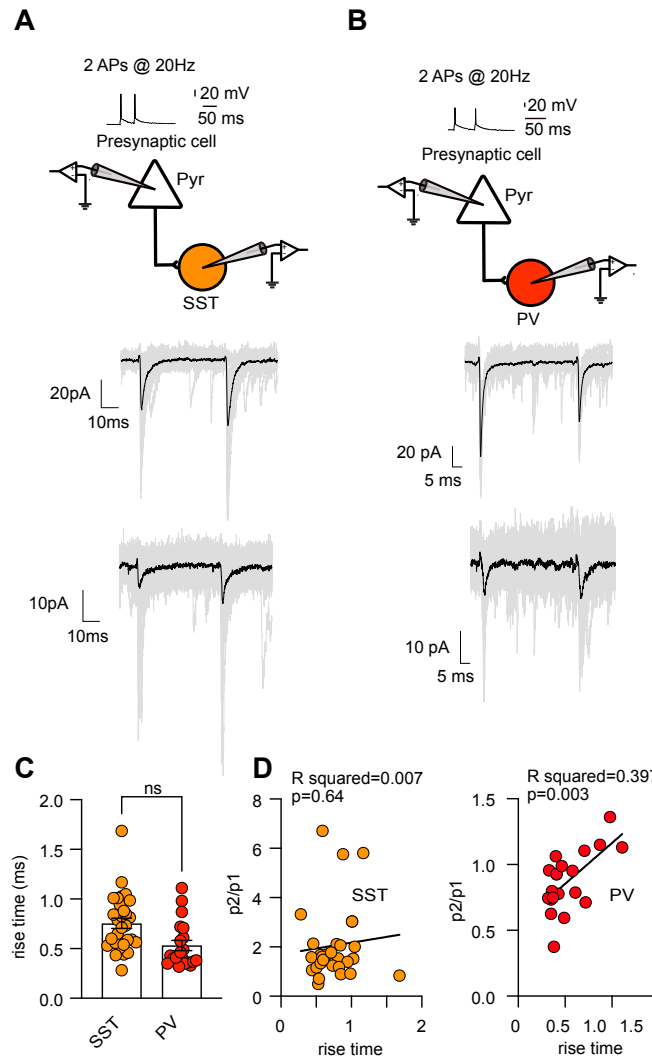 A
B
2 APs @ 20Hz
20 mV
50 ms
Presynaptic cell
Pyr
SST
2 APs @ 20Hz
20 mV
50 ms
Presynaptic cell
Pyr
PV
20pA
10ms
20 pA
5 ms
10pA
10ms
10 pA
5 ms
C
ns
2.0
1.5
1.0
0.5
0.0
rise time (ms)
SST
PV
D
R squared=0.007
p=0.64
8
6
4
2
0
p2/p1
SST
0
1
2
rise time
R squared=0.397
p=0.003
1.5
1.0
0.5
0.0
p2/p1
PV
0
0.5
1.0
1.5
rise time